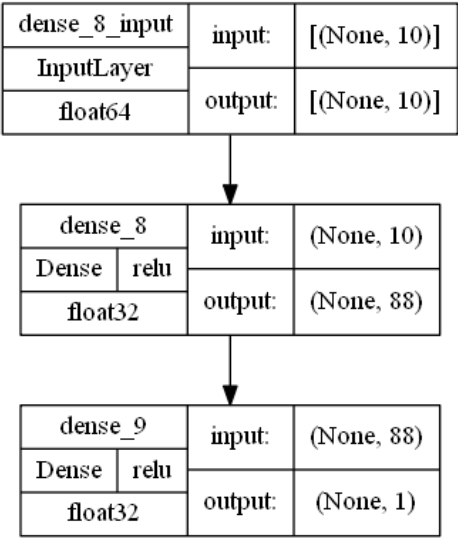 dense_8_input input: [(None, 10)]
InputLayer
float64 output: [(None, 10)]
dense_8 input: (None, 10)
Dense relu
float32 output: (None, 88)
dense_9 input: (None, 88)
Dense relu
float32 output: (None, 1)